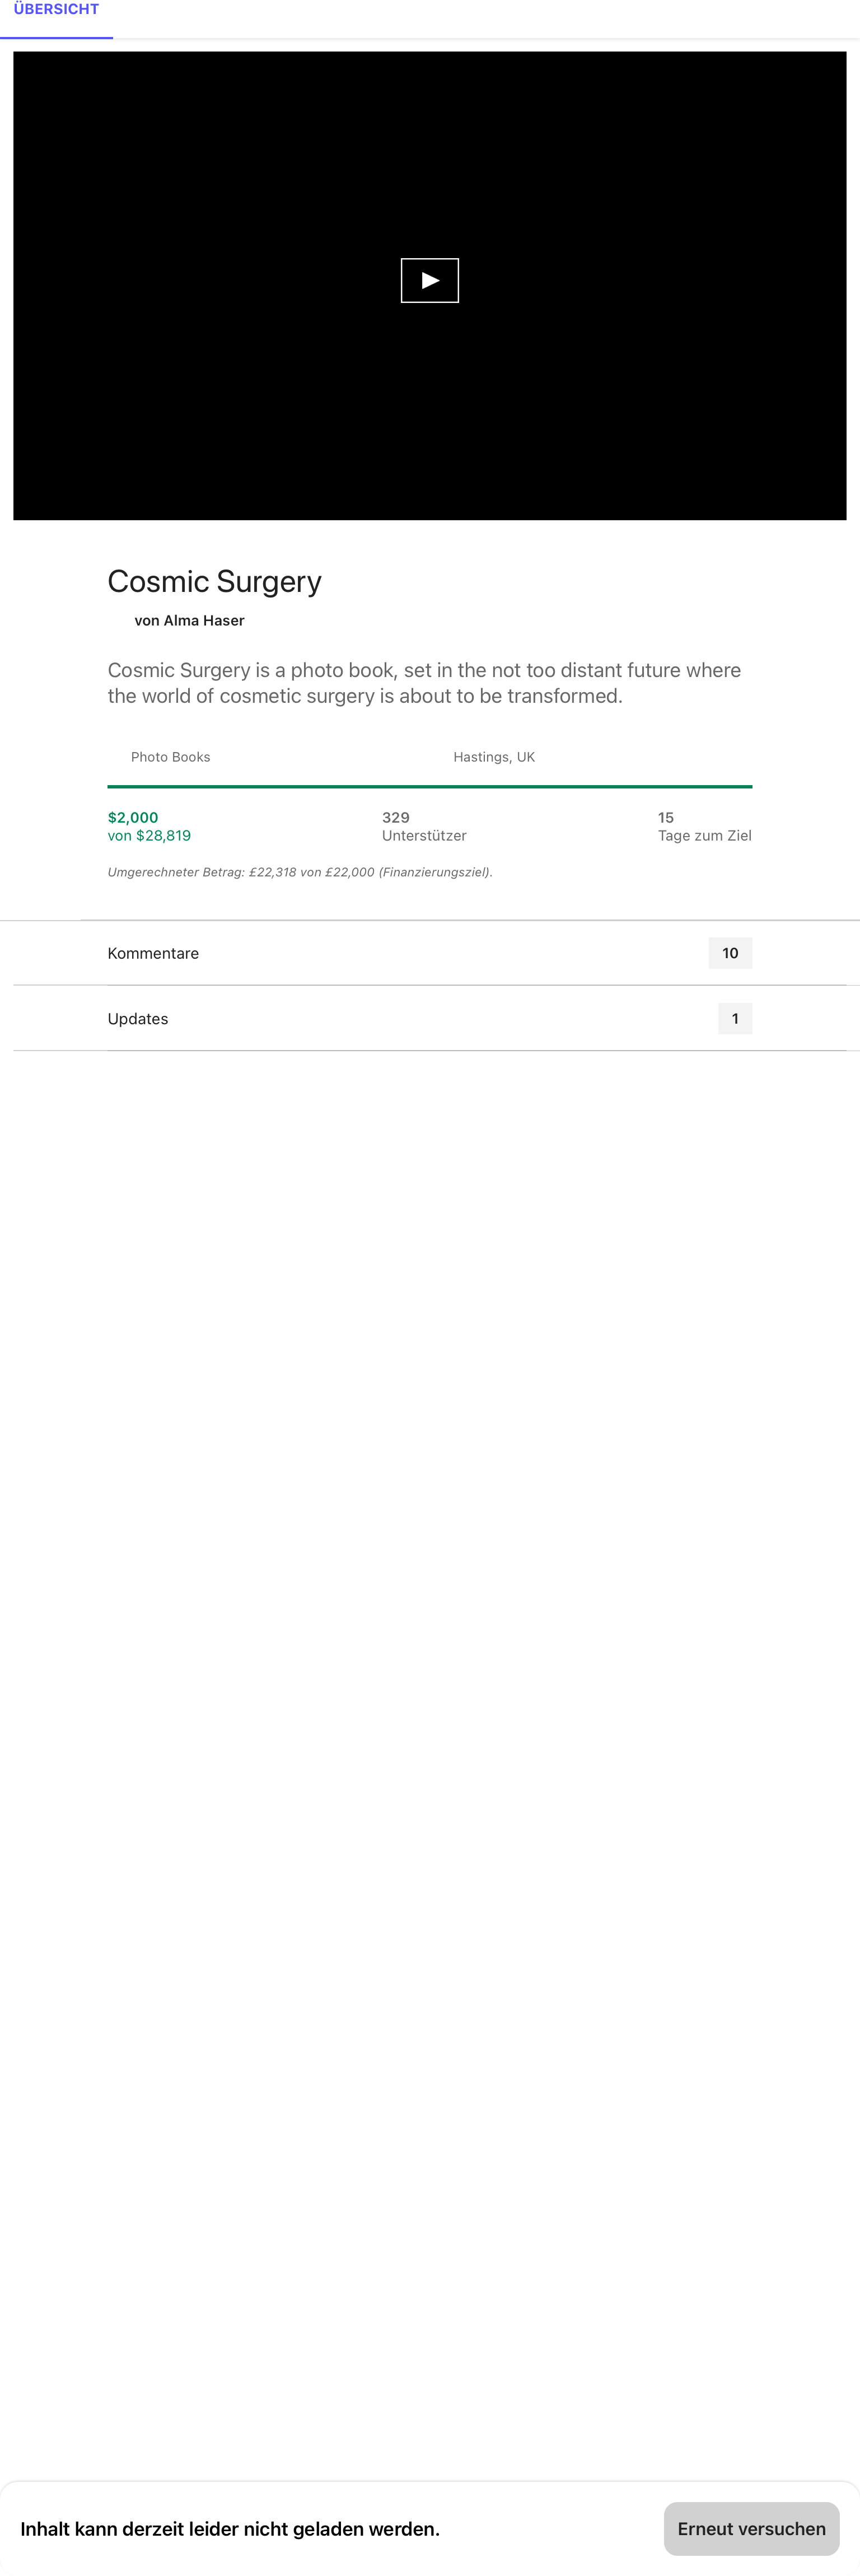 ÜBERSICHT
Cosmic Surgery
von Alma Haser
Cosmic Surgery is a photo book, set in the not too distant future where
the world of cosmetic surgery is about to be transformed.
Photo Books
Hastings, UK
$2,000
von $28,819
329
Unterstützer
15
Tage zum Ziel
Umgerechneter Betrag: £22,318 von £22,000 (Finanzierungsziel).
Kommentare
10
Updates
1
Inhalt kann derzeit leider nicht geladen werden.
Erneut versuchen